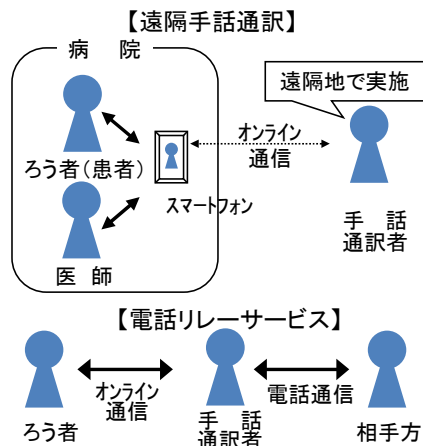 【遠隔手話通訳】
病 院
遠隔地で実施
オンライン
通信
ろう者(患者)
スマートフォン
手 話
通訳者
医 師
【電話リレーサービス】
オンライン
通信
電話通信
ろう者
手 話
通訳者
相手方